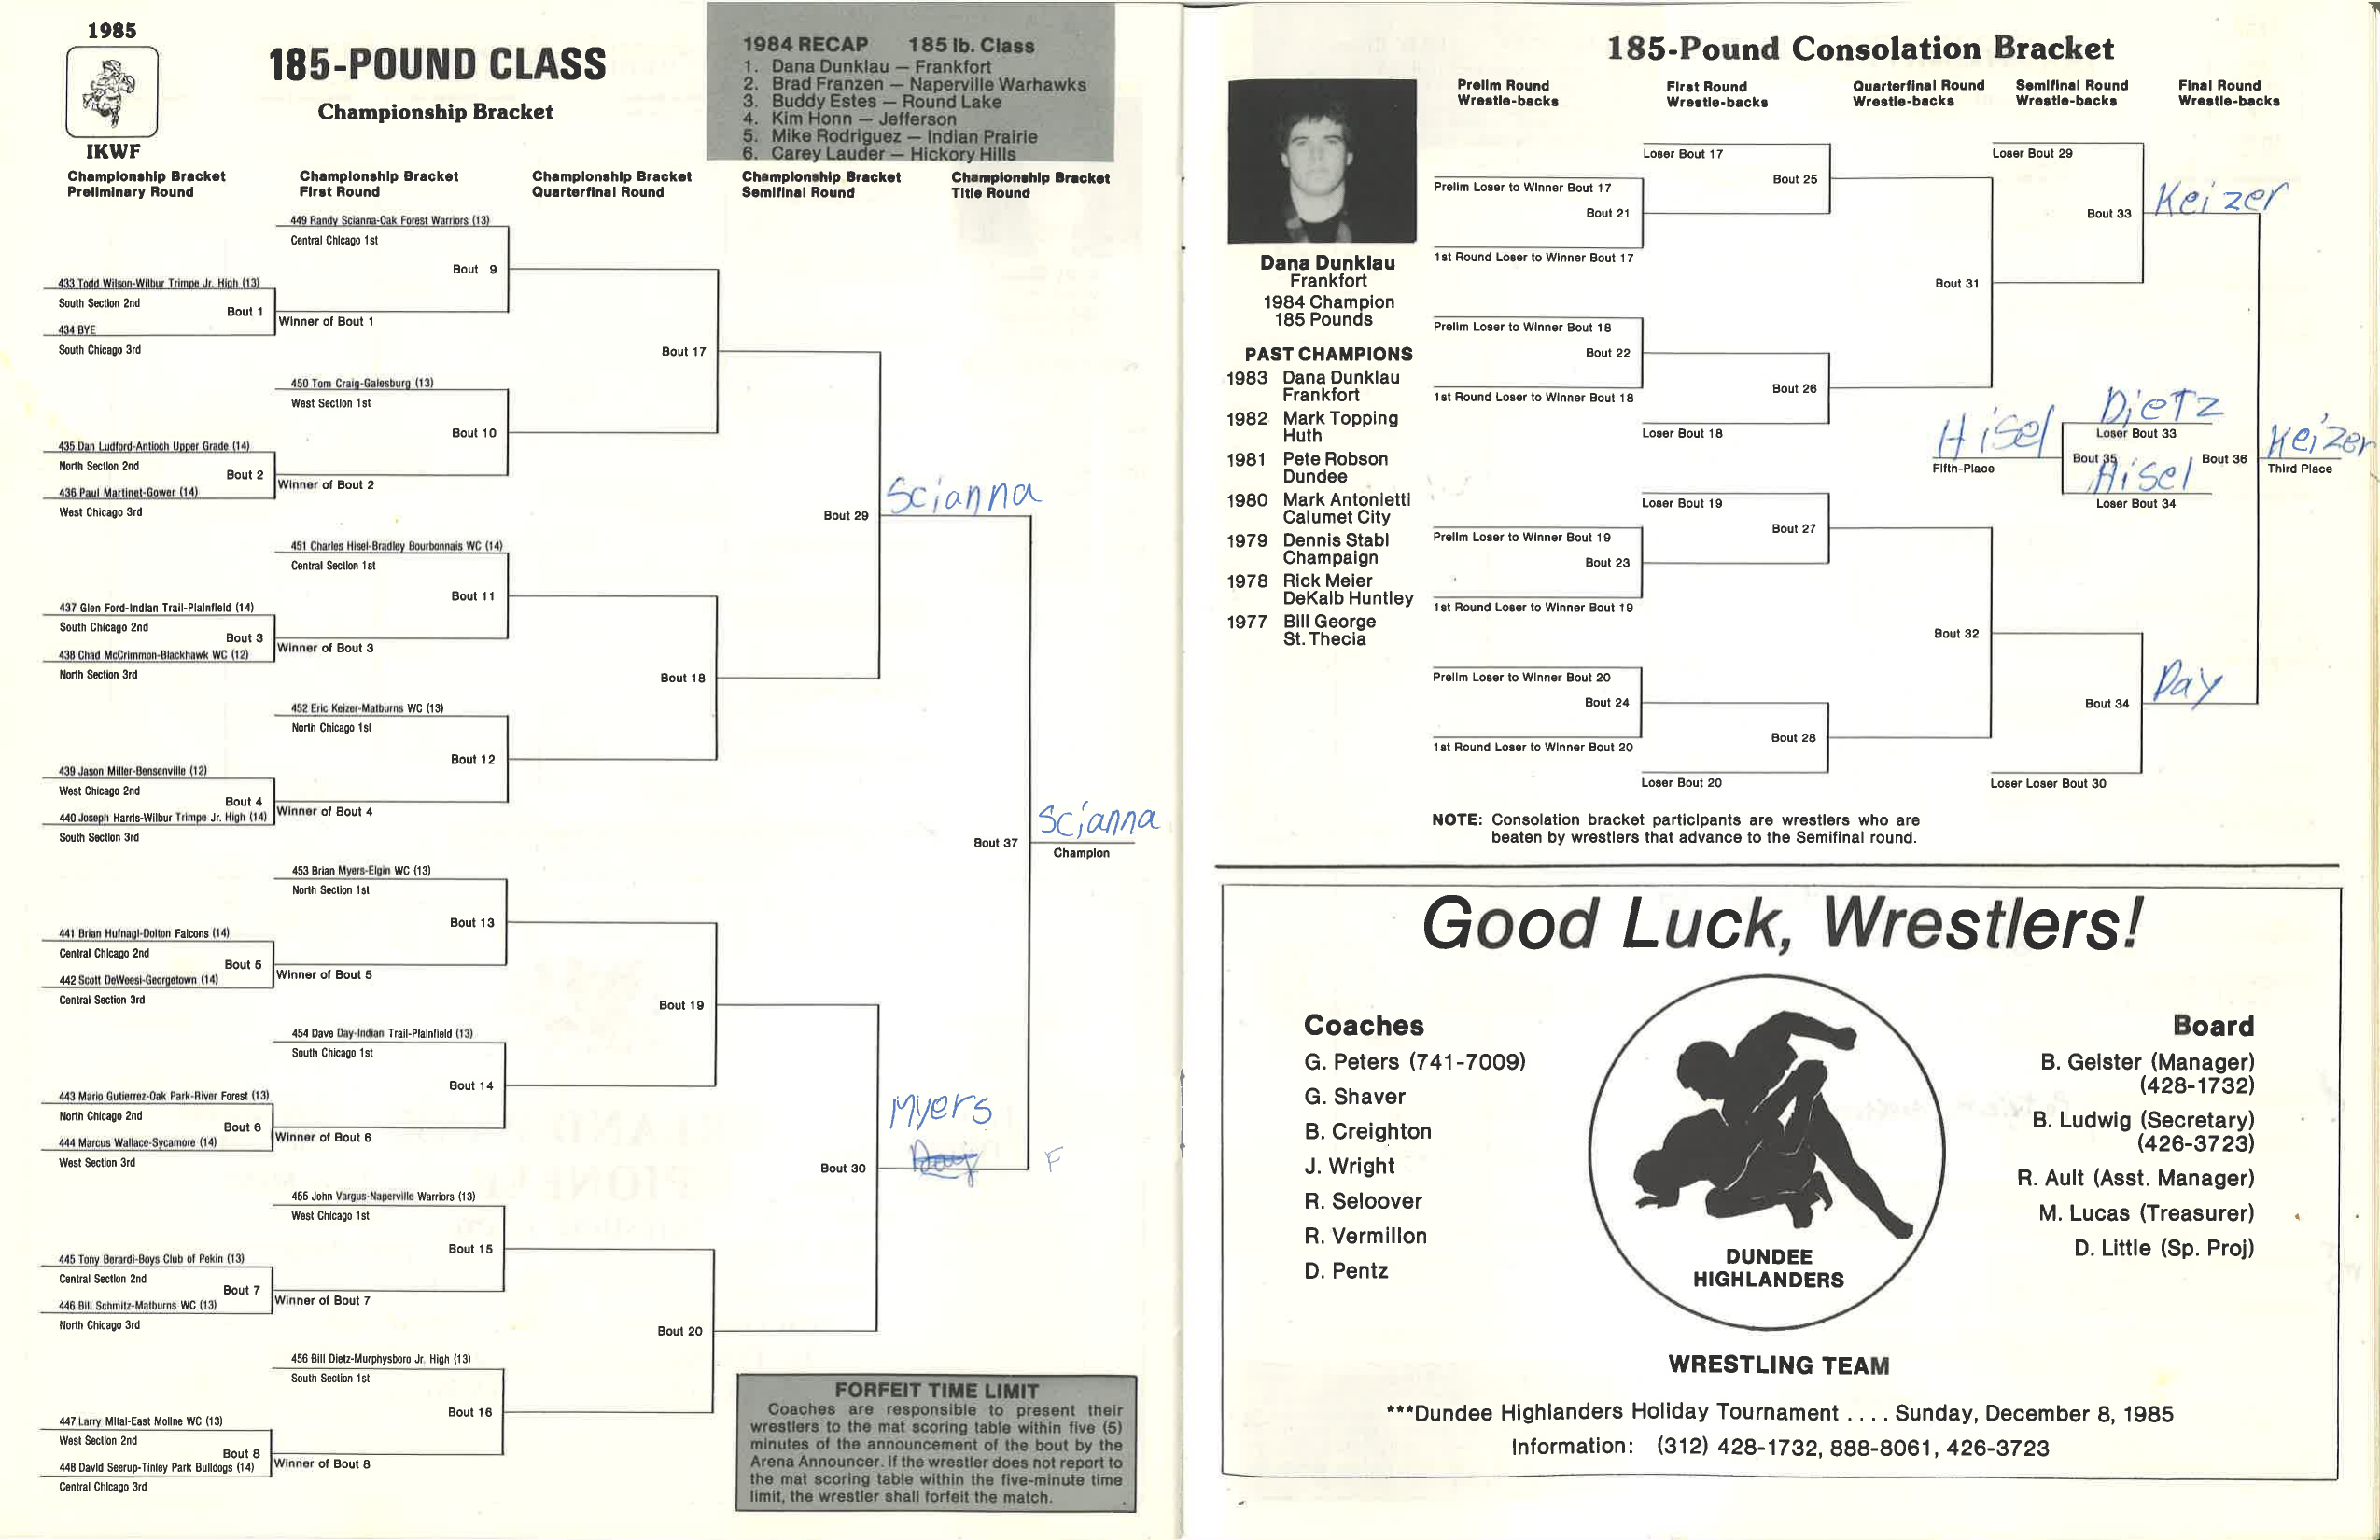 1985
IKWF
185-POUND CLASS
Championship Bracket
1984 RECAP 185 lb. Class
1. Dana Dunklau — Frankfort
2. Brad Franzen — Naperville Warhawks
3. Buddy Estes — Round Lake
4. Kim Honn — Jefferson
5. Mike Rodriguez — Indian Prairie
6. Carey Lauder — Hickory Hills
Championship Bracket
Preliminary Round
Championship Bracket
First Round
Championship Bracket
Quarterfinal Round
Championship Bracket
Semifinal Round
Championship Bracket
Title Round
449 Randy Scianna-Oak Forest Warriors (13)
Central Chicago 1st
Bout 9
433 Todd Wilson-Wilbur Trimpe Jr. High (13)
South Section 2nd
Bout 1
434 BYE
South Chicago 3rd
Winner of Bout 1
Bout 17
450 Tom Craig-Galesburg (13)
West Section 1st
Bout 10
435 Dan Ludford-Antioch Upper Grade (14)
North Section 2nd
Bout 2
436 Paul Martinet-Gower (14)
West Chicago 3rd
Winner of Bout 2
Scianna
Bout 29
451 Charles Hisel-Bradley Bourbonnais WC (14)
Central Section 1st
Bout 11
437 Glen Ford-Indian Trail-Plainfield (14)
South Chicago 2nd
Bout 3
438 Chad McCrimmon-Blackhawk WC (12)
North Section 3rd
Winner of Bout 3
Bout 18
452 Eric Keizer-Matburns WC (13)
North Chicago 1st
Bout 12
439 Jason Miller-Bensenville (12)
West Chicago 2nd
Bout 4
440 Joseph Harris-Wilbur Trimpe Jr. High (14)
South Section 3rd
Winner of Bout 4
Scianna
Bout 37
Champion
453 Brian Myers-Elgin WC (13)
North Section 1st
Bout 13
441 Brian Hufnagl-Dolton Falcons (14)
Central Chicago 2nd
Bout 5
442 Scott DeWeesi-Georgetown (14)
Central Section 3rd
Winner of Bout 5
Bout 19
454 Dave Day-Indian Trail-Plainfield (13)
South Chicago 1st
Bout 14
443 Mario Gutierrez-Oak Park-River Forest (13)
North Chicago 2nd
Bout 6
444 Marcus Wallace-Sycamore (14)
West Section 3rd
Winner of Bout 6
Myers
Day
F
Bout 30
455 John Vargus-Naperville Warriors (13)
West Chicago 1st
Bout 15
445 Tony Berardi-Boys Club of Pekin (13)
Central Section 2nd
Bout 7
446 Bill Schmitz-Matburns WC (13)
North Chicago 3rd
Winner of Bout 7
Bout 20
456 Bill Dietz-Murphysboro Jr. High (13)
South Section 1st
Bout 16
447 Larry Mital-East Moline WC (13)
West Section 2nd
Bout 8
448 David Seerup-Tinley Park Bulldogs (14)
Central Chicago 3rd
Winner of Bout 8
FORFEIT TIME LIMIT
Coaches are responsible to present their
wrestlers to the mat scoring table within five (5)
minutes of the announcement of the bout by the
Arena Announcer. If the wrestler does not report to
the mat scoring table within the five-minute time
limit, the wrestler shall forfeit the match.
185-Pound Consolation Bracket
Prelim Round
Wrestle-backs
First Round
Wrestle-backs
Quarterfinal Round
Wrestle-backs
Semifinal Round
Wrestle-backs
Final Round
Wrestle-backs
Dana Dunklau
Frankfort
1984 Champion
185 Pounds
PAST CHAMPIONS
1983 Dana Dunklau
Frankfort
1982 Mark Topping
Huth
1981 Pete Robson
Dundee
1980 Mark Antonietti
Calumet City
1979 Dennis Stabl
Champaign
1978 Rick Meier
DeKalb Huntley
1977 Bill George
St. Thecia
Loser Bout 17
Prelim Loser to Winner Bout 17
Bout 21
1st Round Loser to Winner Bout 17
Bout 25
Prelim Loser to Winner Bout 18
Bout 22
1st Round Loser to Winner Bout 18
Bout 26
Loser Bout 18
Bout 31
Loser Bout 29
Bout 33
Keizer
Dietz
Loser Bout 33
Hisel
Fifth-Place
Bout 35
Hisel
Loser Bout 34
Bout 36
Keizer
Third Place
Loser Bout 19
Prelim Loser to Winner Bout 19
Bout 23
1st Round Loser to Winner Bout 19
Bout 27
Prelim Loser to Winner Bout 20
Bout 24
1st Round Loser to Winner Bout 20
Bout 28
Loser Bout 20
Bout 32
Day
Bout 34
Loser Loser Bout 30
NOTE: Consolation bracket participants are wrestlers who are
beaten by wrestlers that advance to the Semifinal round.
Good Luck, Wrestlers!
Coaches
G. Peters (741-7009)
G. Shaver
B. Creighton
J. Wright
R. Seloover
R. Vermillon
D. Pentz
DUNDEE
HIGHLANDERS
Board
B. Geister (Manager)
(428-1732)
B. Ludwig (Secretary)
(426-3723)
R. Ault (Asst. Manager)
M. Lucas (Treasurer)
D. Little (Sp. Proj)
WRESTLING TEAM
***Dundee Highlanders Holiday Tournament .... Sunday, December 8, 1985
Information: (312) 428-1732, 888-8061, 426-3723